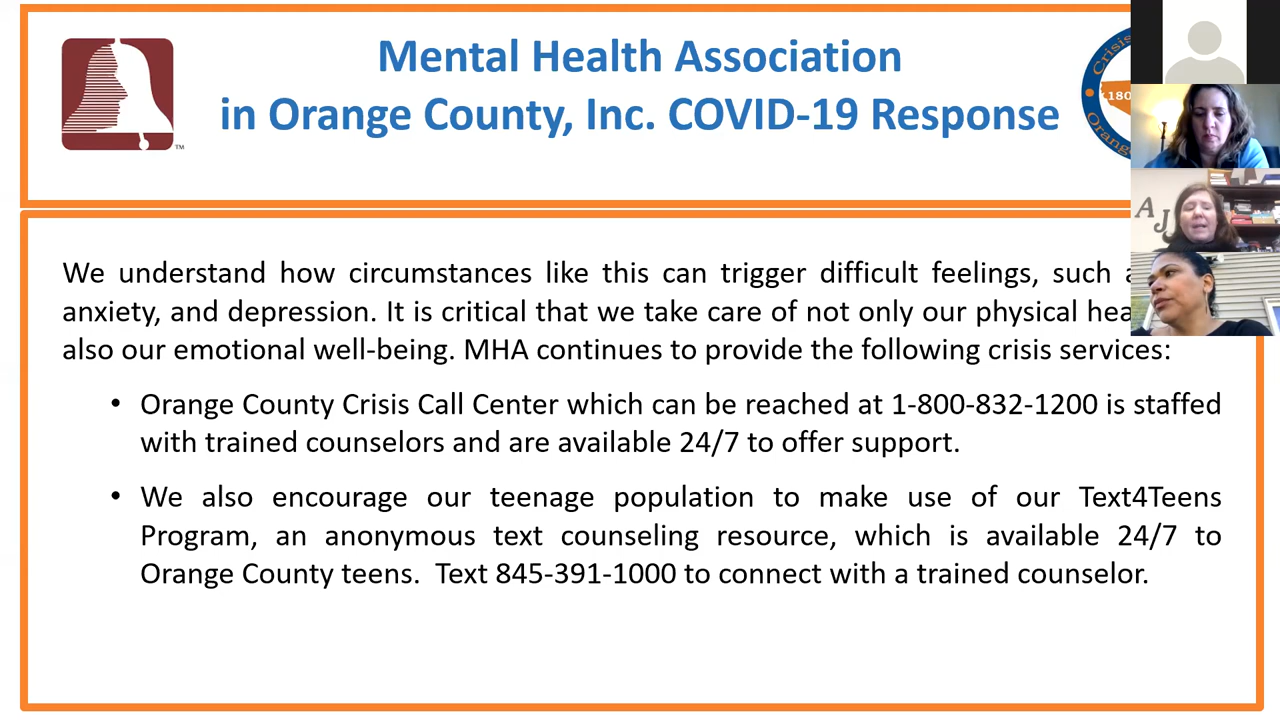 Mental Health Association
in Orange County, Inc. COVID-19 Response
Crisis
180
Orang
TM
A J
We understand how circumstances like this can trigger difficult feelings, such
anxiety, and depression. It is critical that we take care of not only our physical
also our emotional well-being. MHA continues to provide the following crisis services:
• Orange County Crisis Call Center which can be reached at 1-800-832-1200 is staffed
with trained counselors and are available 24/7 to offer support.
• We also encourage our teenage population to make use of our Text4Teens
Program, an anonymous text counseling resource, which is available 24/7 to
Orange County teens. Text 845-391-1000 to connect with a trained counselor.